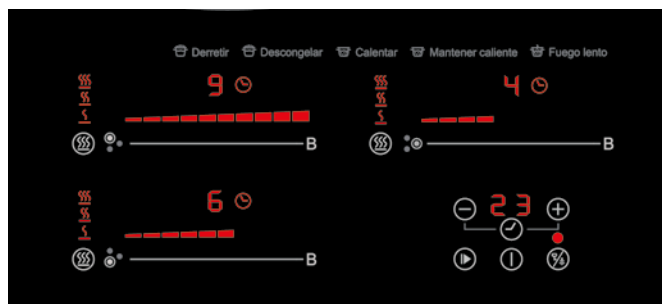 Derretir Descongelar Calentar Mantener caliente Fuego lento
9 4
B B
6 23
B